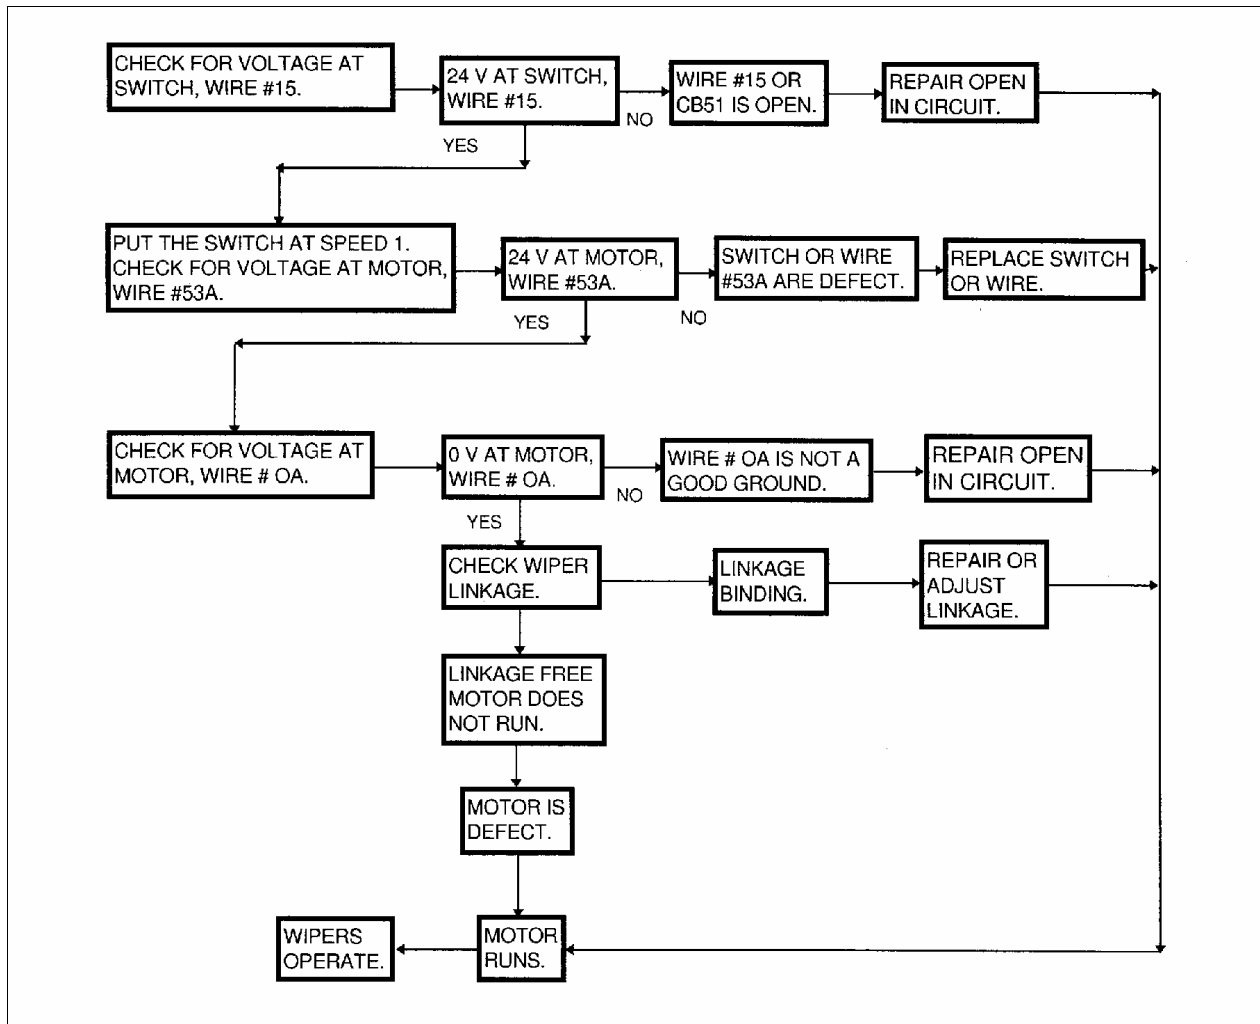 CHECK FOR VOLTAGE AT
SWITCH, WIRE #15.
24 V AT SWITCH,
WIRE #15.
WIRE #15 OR
CB51 IS OPEN.
REPAIR OPEN
IN CIRCUIT.
NO
YES
PUT THE SWITCH AT SPEED 1.
CHECK FOR VOLTAGE AT MOTOR,
WIRE #53A.
24 V AT MOTOR,
WIRE #53A.
SWITCH OR WIRE
#53A ARE DEFECT.
REPLACE SWITCH
OR WIRE.
YES
NO
CHECK FOR VOLTAGE AT
MOTOR, WIRE # OA.
0 V AT MOTOR,
WIRE # OA.
WIRE # OA IS NOT A
GOOD GROUND.
REPAIR OPEN
IN CIRCUIT.
NO
YES
CHECK WIPER
LINKAGE.
LINKAGE
BINDING.
REPAIR OR
ADJUST
LINKAGE.
LINKAGE FREE
MOTOR DOES
NOT RUN.
MOTOR IS
DEFECT.
WIPERS
OPERATE.
MOTOR
RUNS.